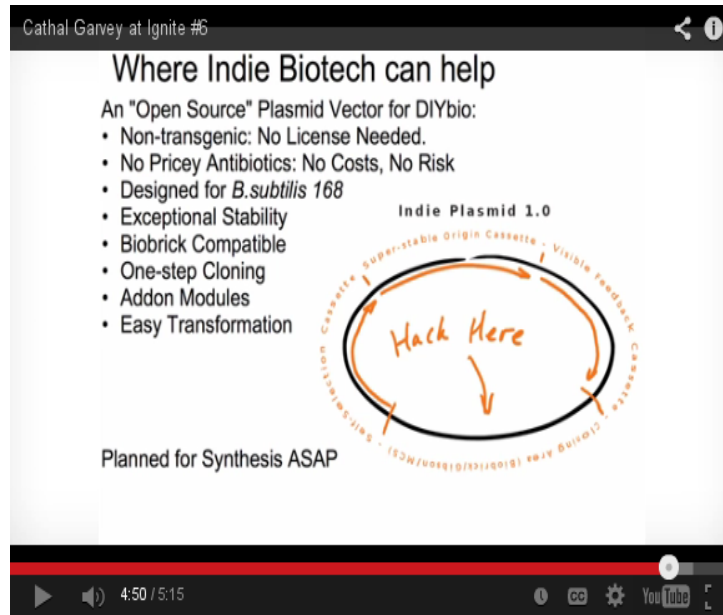 Cathal Garvey at Ignite #6
Where Indie Biotech can help
An "Open Source" Plasmid Vector for DIYbio:
• Non-transgenic: No License Needed.
• No Pricey Antibiotics: No Costs, No Risk
• Designed for B.subtilis 168
• Exceptional Stability
• Biobrick Compatible
• One-step Cloning
• Addon Modules
• Easy Transformation
Indie Plasmid 1.0
Super-stable Origin Cassette - Visible Feedback Cassette - Cloning Area (Biobrick/Gibson/MCS) - Self-Selection Cassette
Hack Here
Planned for Synthesis ASAP
4:50 / 5:15
CC
YouTube